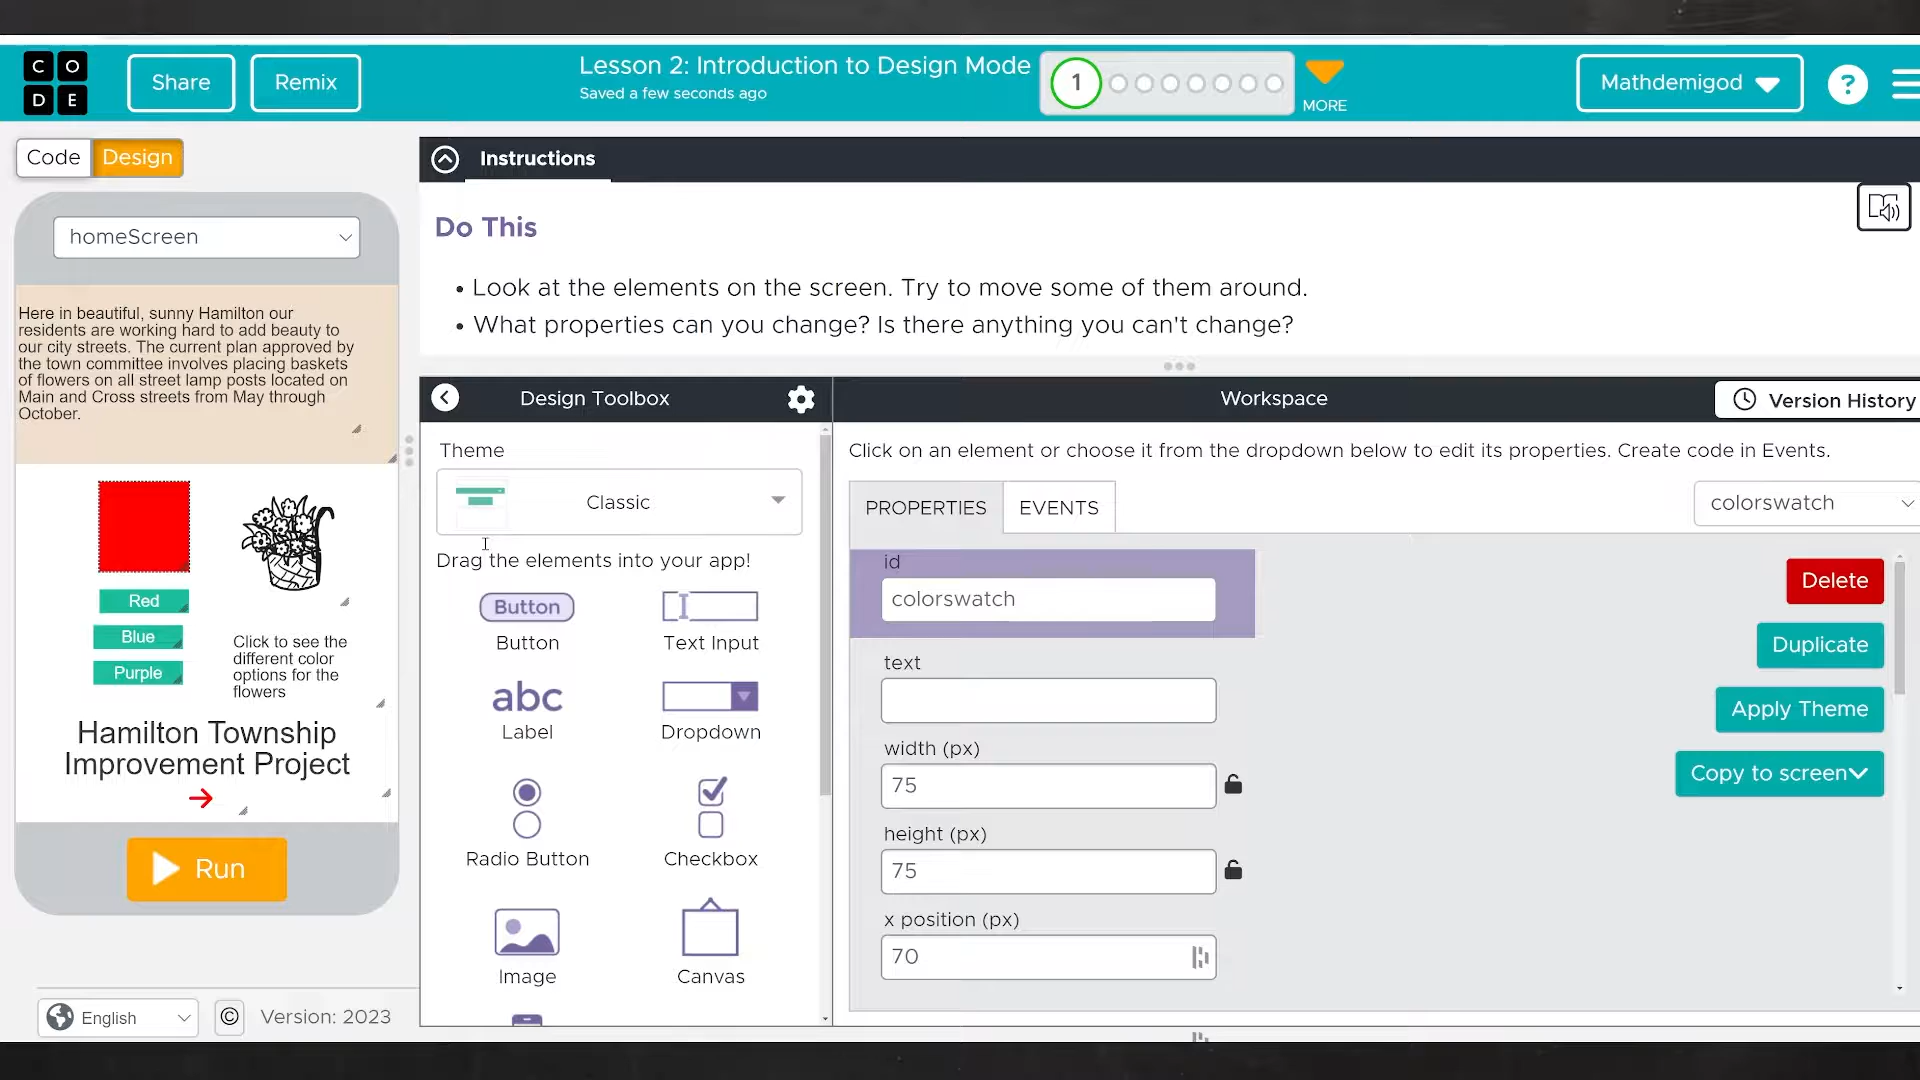 CODE
Share
Remix
Lesson 2: Introduction to Design Mode
Saved a few seconds ago
1
MORE
Mathdemigod
?
Code
Design
Instructions
homeScreen
Do This
• Look at the elements on the screen. Try to move some of them around.
• What properties can you change? Is there anything you can't change?
Here in beautiful, sunny Hamilton our
residents are working hard to add beauty to
our city streets. The current plan approved by
the town committee involves placing baskets
of flowers on all street lamp posts located on
Main and Cross streets from May through
October.
Red
Blue
Purple
Click to see the
different color
options for the
flowers
Hamilton Township
Improvement Project
Run
English
©
Version: 2023
Design Toolbox
Theme
Classic
Drag the elements into your app!
Button
Button
Text Input
abc
Label
Dropdown
Radio Button
Checkbox
Image
Canvas
Workspace
Version History
Click on an element or choose it from the dropdown below to edit its properties. Create code in Events.
PROPERTIES
EVENTS
colorswatch
id
colorswatch
text
width (px)
75
height (px)
75
x position (px)
70
Delete
Duplicate
Apply Theme
Copy to screen